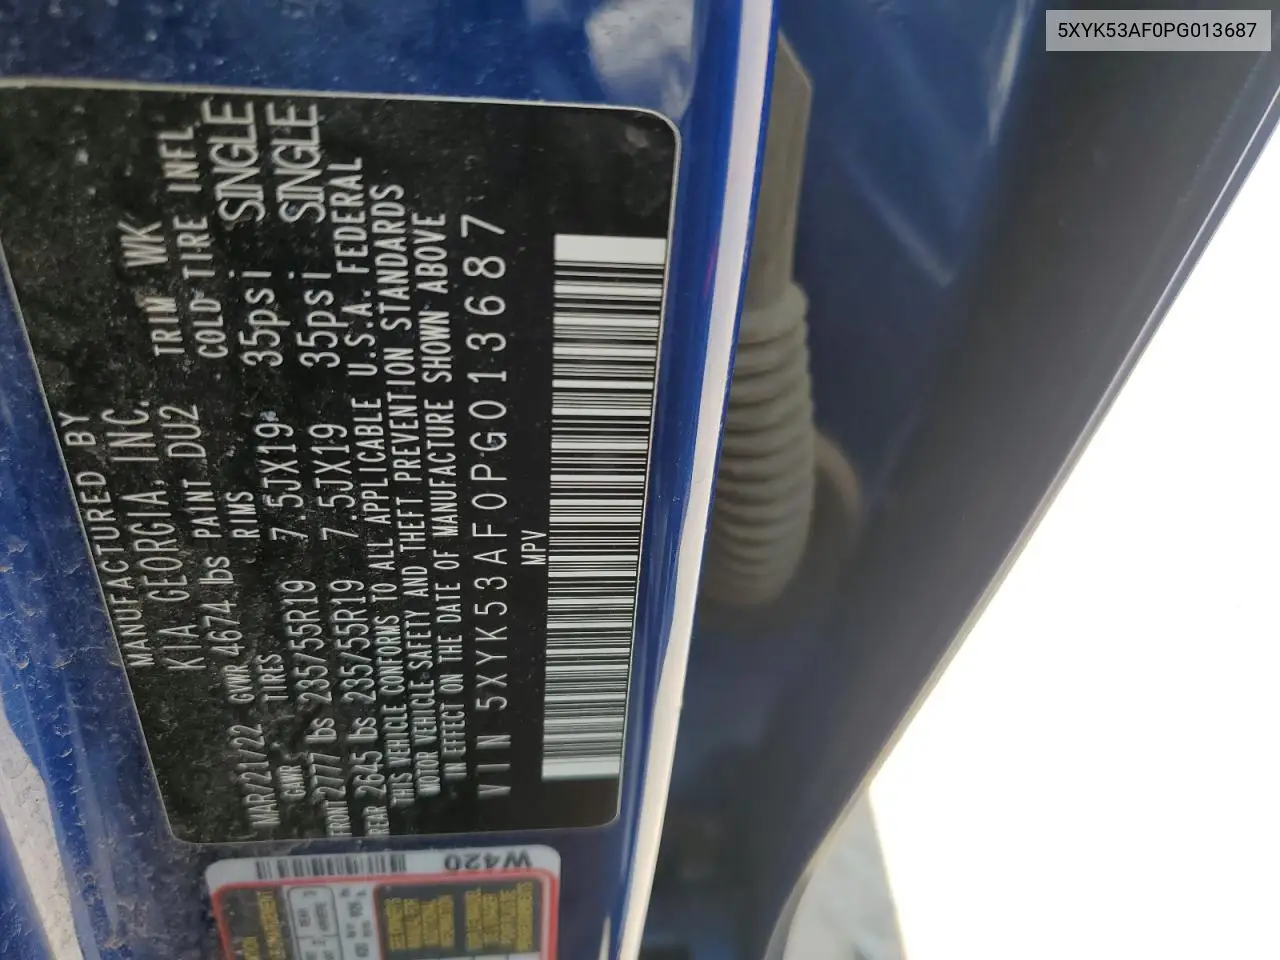 5XYK53AF0PG013687
MANUFACTURED BY
KIA GEORGIA, INC. TRIM WK
4674 lbs PAINT DU2
MAR/21/22 GVWR RIMS COLD TIRE INFL
GAWR TIRES
FRONT 2777 lbs 235/55R19 7.5JX19 35psi SINGLE
REAR 2645 lbs 235/55R19 7.5JX19 35psi SINGLE
THIS VEHICLE CONFORMS TO ALL APPLICABLE U.S.A. FEDERAL
MOTOR VEHICLE SAFETY AND THEFT PREVENTION STANDARDS
IN EFFECT ON THE DATE OF MANUFACTURE SHOWN ABOVE
VIN 5XYK53AF0PG013687
MPV
W420